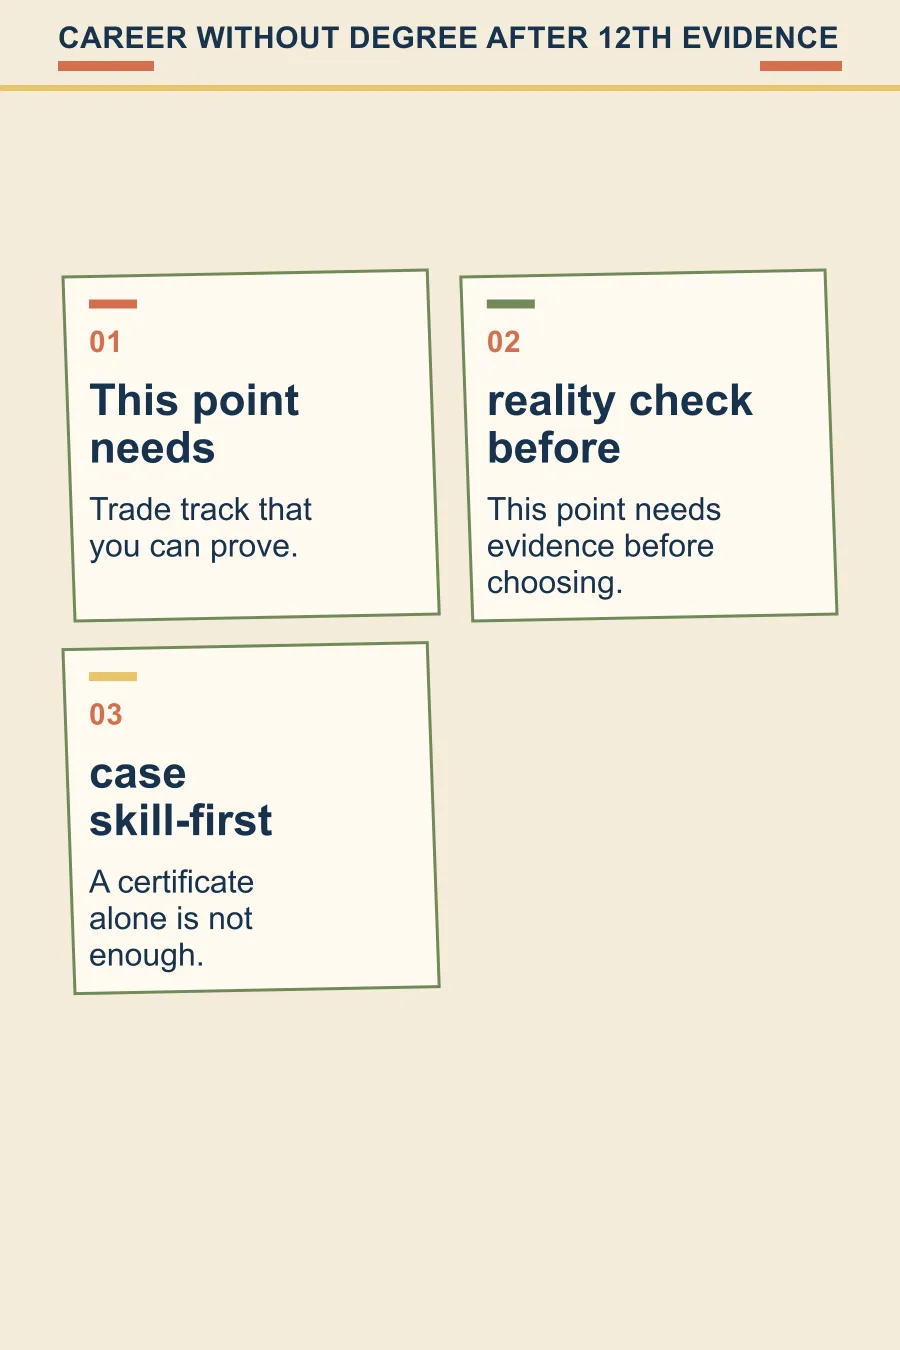 CAREER WITHOUT DEGREE AFTER 12TH EVIDENCE
01
This point
needs
Trade track that
you can prove.
02
reality check
before
This point needs
evidence before
choosing.
03
case
skill-first
A certificate
alone is not
enough.